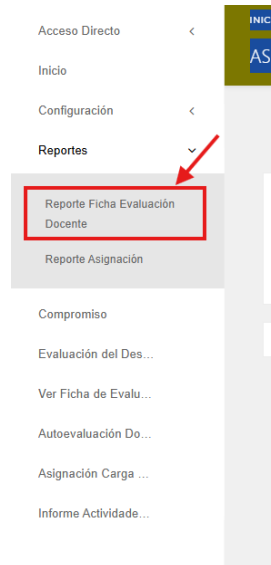 Acceso Directo
INIC
AS
Inicio
Configuración
Reportes
Reporte Ficha Evaluación
Docente
Reporte Asignación
Compromiso
Evaluación del Des...
Ver Ficha de Evalu...
Autoevaluación Do...
Asignación Carga ...
Informe Actividade...